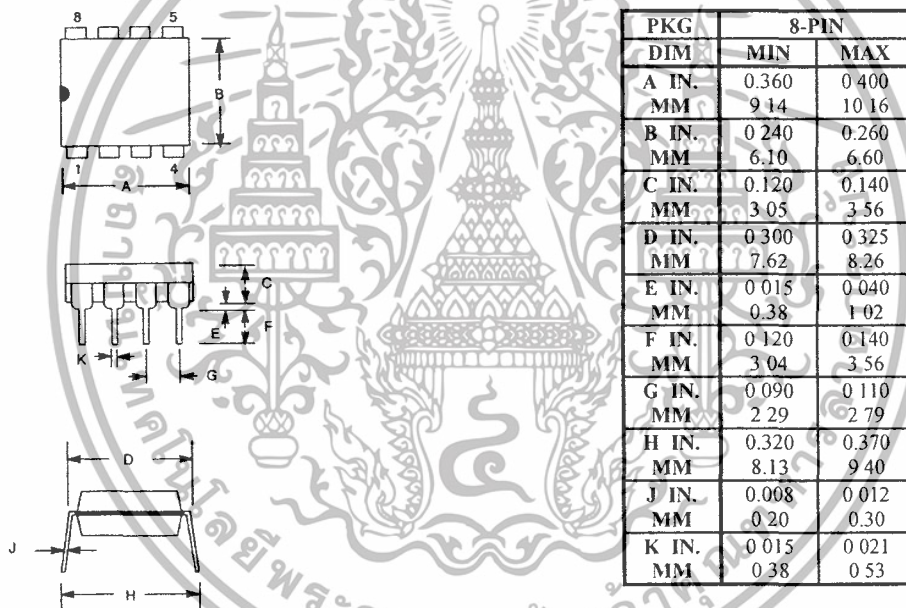 8 5
B
1 4
A
C
E F
K
G
D
J
H
PKG 8-PIN
DIM MIN MAX
A IN. 0.360 0 400
MM 9 14 10 16
B IN. 0 240 0.260
MM 6.10 6.60
C IN. 0.120 0.140
MM 3 05 3 56
D IN. 0 300 0 325
MM 7.62 8.26
E IN. 0 015 0 040
MM 0.38 1 02
F IN. 0 120 0 140
MM 3 04 3 56
G IN. 0 090 0 110
MM 2 29 2 79
H IN. 0.320 0.370
MM 8.13 9 40
J IN. 0.008 0 012
MM 0 20 0.30
K IN. 0 015 0 021
MM 0 38 0 53